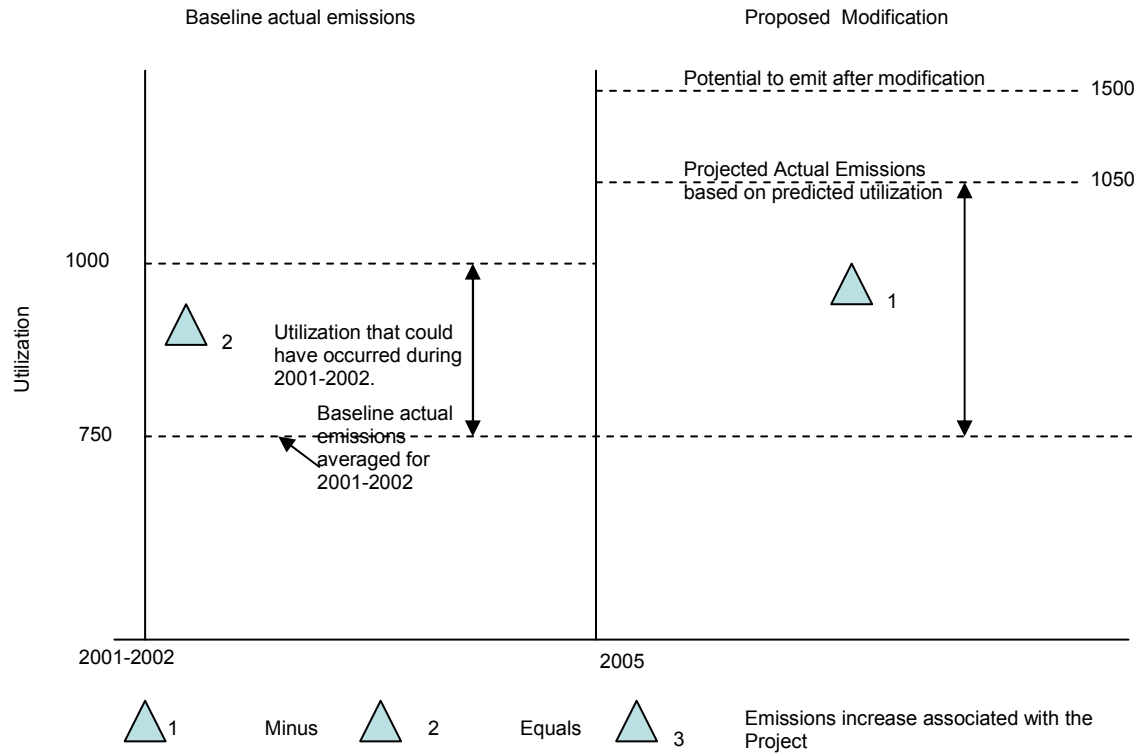 Baseline actual emissions
Proposed Modification
Potential to emit after modification
1500
Projected Actual Emissions
based on predicted utilization
1050
1000
1
2
Utilization that could
have occurred during
2001-2002.
Utilization
750
Baseline actual
emissions
averaged for
2001-2002
2001-2002
2005
1 Minus 2 Equals 3
Emissions increase associated with the
Project